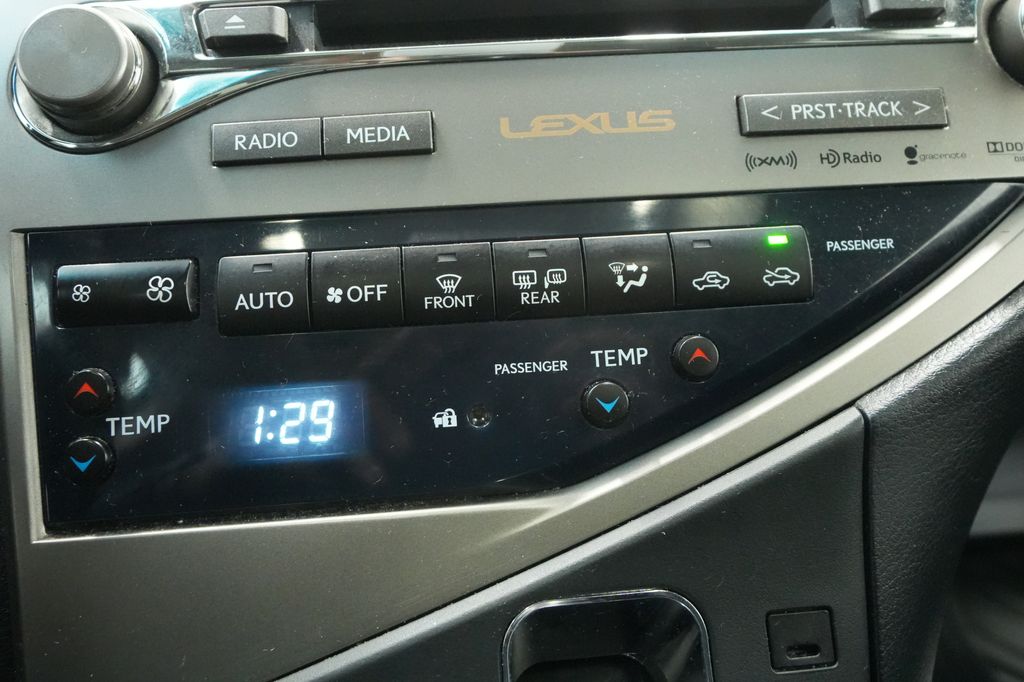 RADIO
MEDIA
LEXUS
< PRST·TRACK >
((XM))
HD Radio
gracenote
AUTO
OFF
FRONT
REAR
PASSENGER
PASSENGER
TEMP
TEMP
1:29